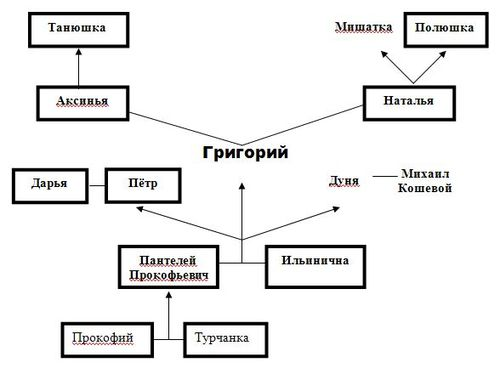 Танюшка
Мишатка
Полюшка
Аксинья
Наталья
Григорий
Дарья
Пётр
Дуня
Михаил
Кошевой
Пантелей
Прокофьевич
Ильинична
Прокофий
Турчанка